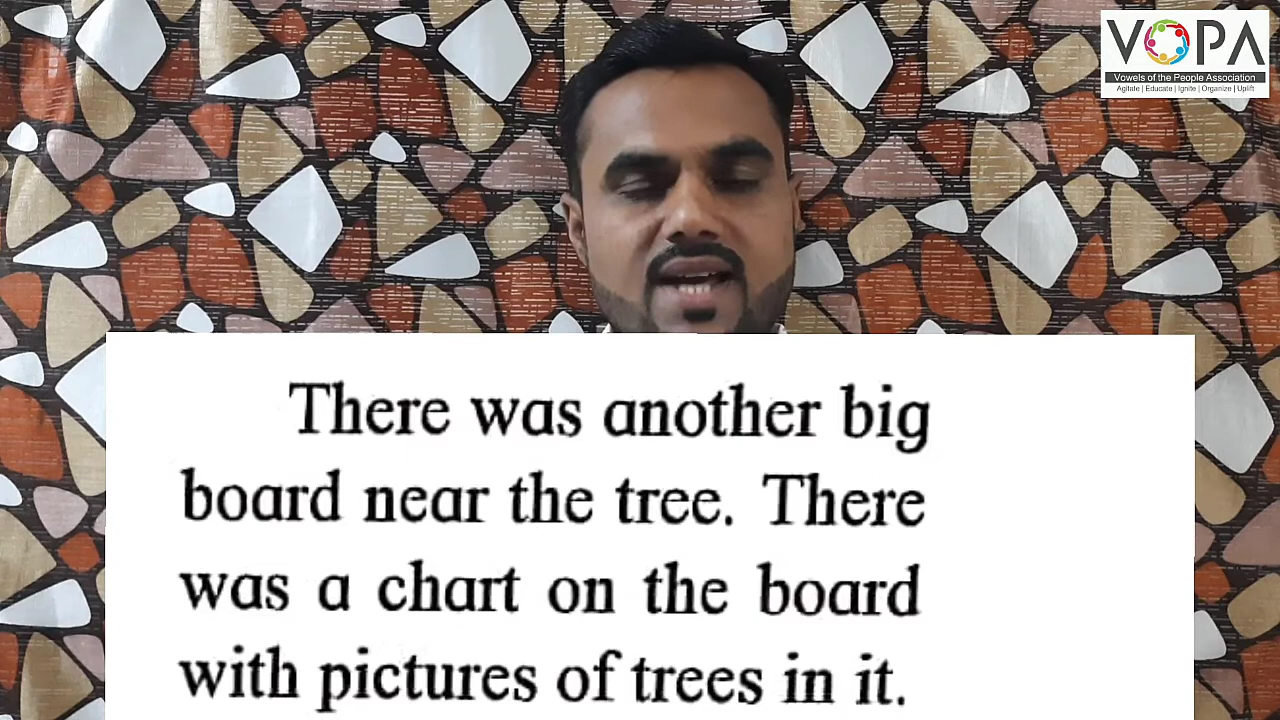 VOPA
Vowels of the People Association
Agitate | Educate | Ignite | Organize | Uplift
There was another big
board near the tree. There
was a chart on the board
with pictures of trees in it.